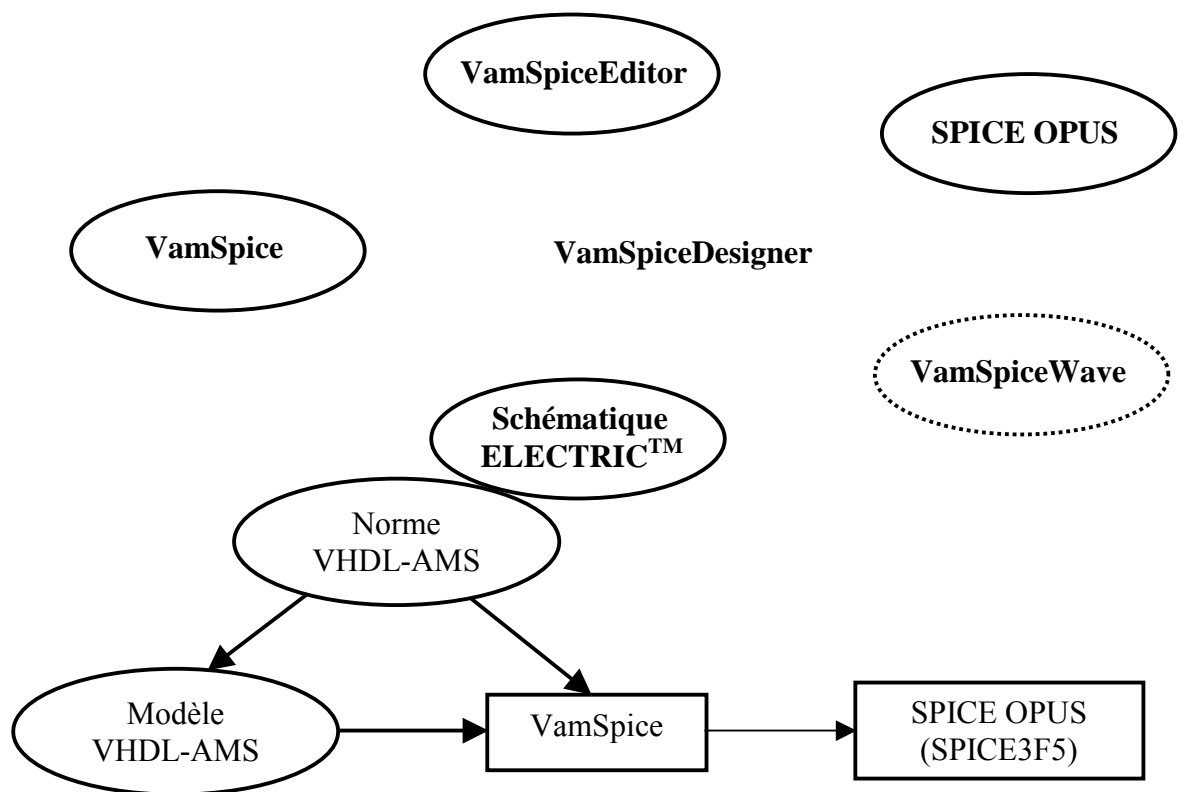 VamSpiceEditor
SPICE OPUS
VamSpice
VamSpiceDesigner
VamSpiceWave
Schématique
ELECTRIC™
Norme
VHDL-AMS
Modèle
VHDL-AMS
VamSpice
SPICE OPUS
(SPICE3F5)